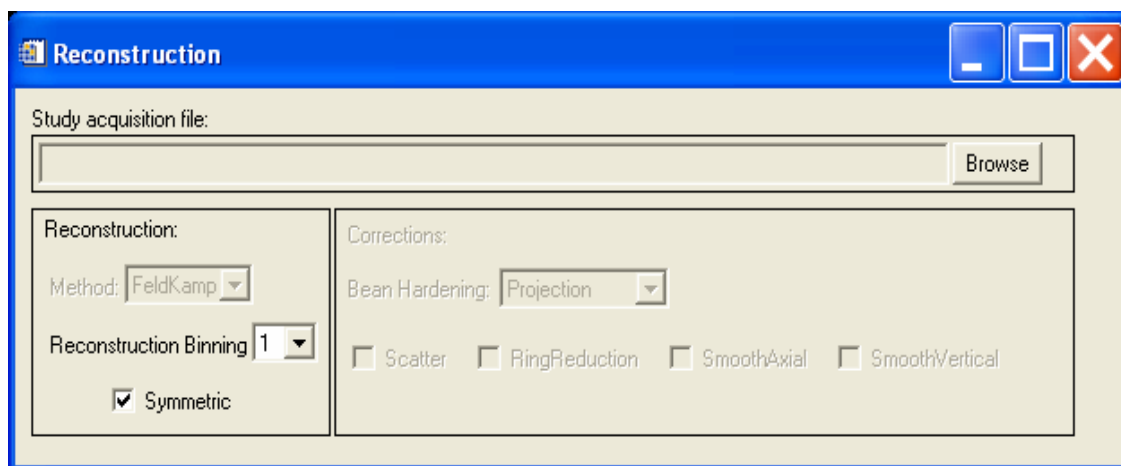 Reconstruction
Study acquisition file:
Browse
Reconstruction:
Method: FeldKamp
Reconstruction Binning 1
Symmetric
Corrections:
Bean Hardening: Projection
Scatter RingReduction SmoothAxial SmoothVertical